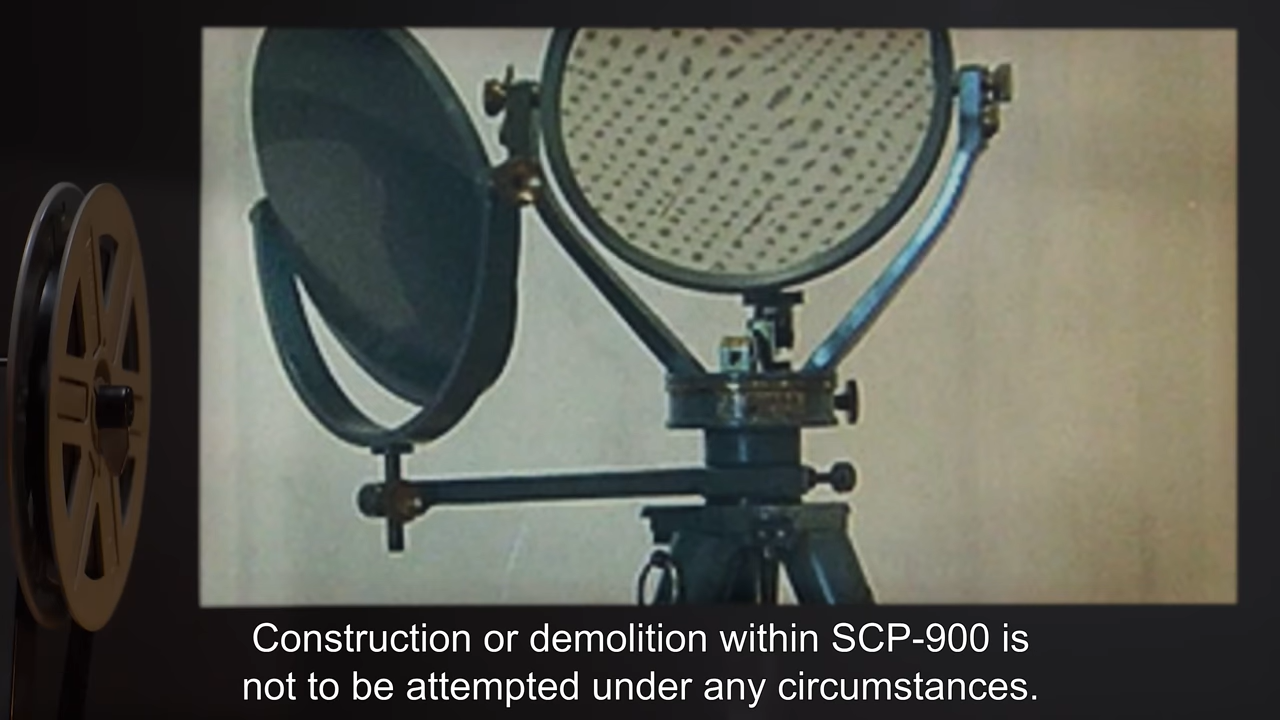 Construction or demolition within SCP-900 is
not to be attempted under any circumstances.